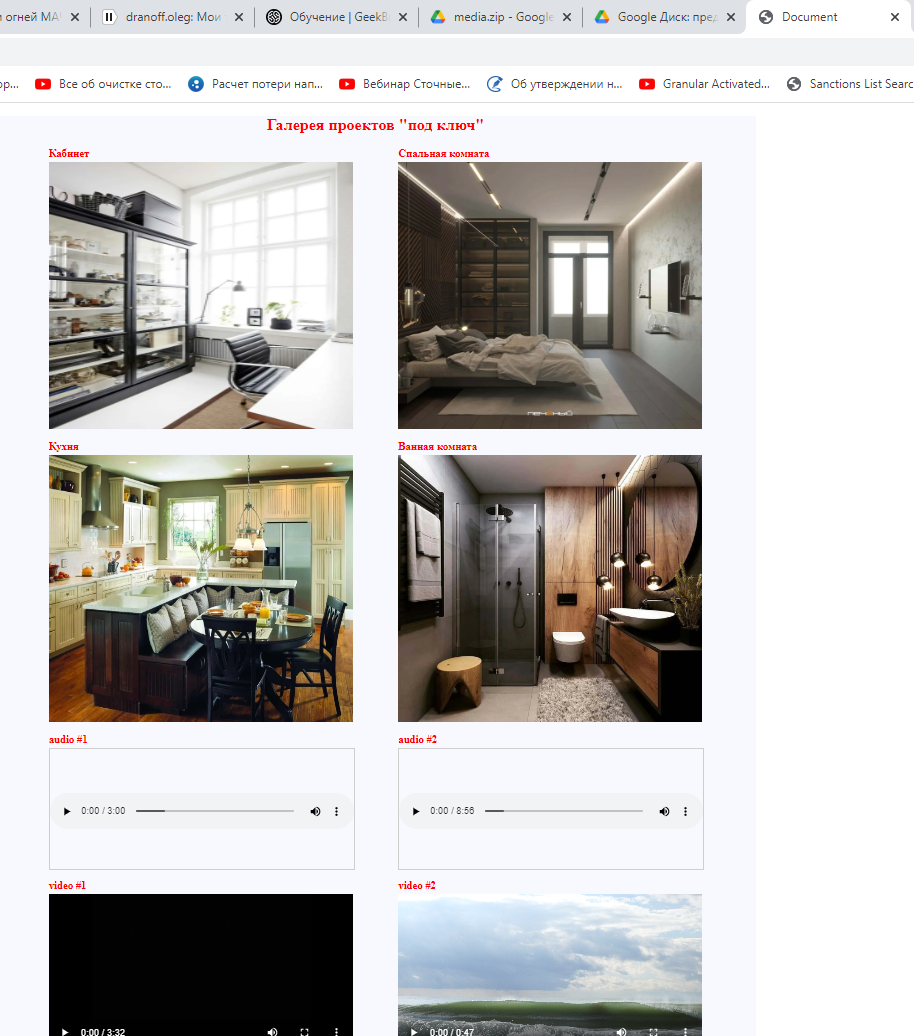 и огней МАУ
dranoff.oleg: Мои
Обучение | GeekB
media.zip - Google
Google Диск: пред
Document
ор...
Все об очистке сто...
Расчет потери нап...
Вебинар Сточные...
Об утверждении н...
Granular Activated...
Sanctions List Searc
Галерея проектов "под ключ"
Кабинет
Спальная комната
ПЕЧЁНЫЙ
Кухня
Ванная комната
audio #1
audio #2
0:00 / 3:00
0:00 / 8:56
video #1
video #2
0:00 / 3:32
0:00 / 0:47